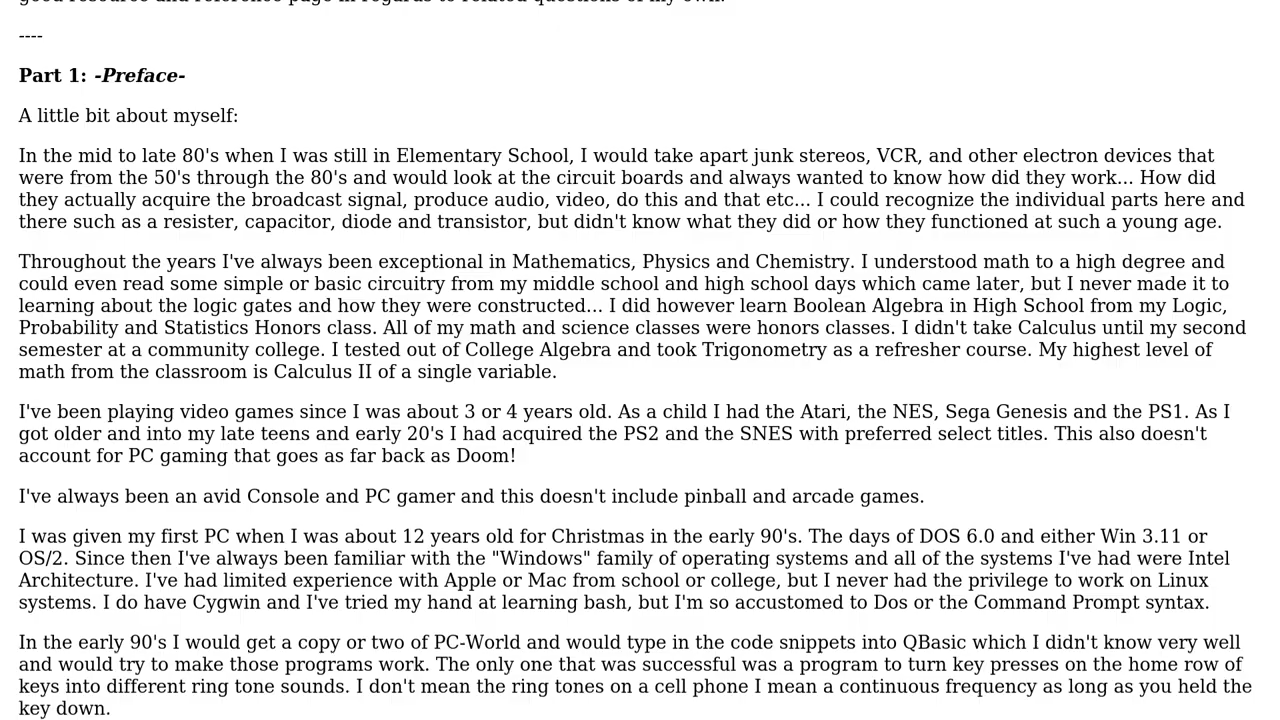 good resource and reference page in regards to related questions of my own.
----
Part 1: -Preface-
A little bit about myself:
In the mid to late 80's when I was still in Elementary School, I would take apart junk stereos, VCR, and other electron devices that
were from the 50's through the 80's and would look at the circuit boards and always wanted to know how did they work... How did
they actually acquire the broadcast signal, produce audio, video, do this and that etc... I could recognize the individual parts here and
there such as a resister, capacitor, diode and transistor, but didn't know what they did or how they functioned at such a young age.
Throughout the years I've always been exceptional in Mathematics, Physics and Chemistry. I understood math to a high degree and
could even read some simple or basic circuitry from my middle school and high school days which came later, but I never made it to
learning about the logic gates and how they were constructed... I did however learn Boolean Algebra in High School from my Logic,
Probability and Statistics Honors class. All of my math and science classes were honors classes. I didn't take Calculus until my second
semester at a community college. I tested out of College Algebra and took Trigonometry as a refresher course. My highest level of
math from the classroom is Calculus II of a single variable.
I've been playing video games since I was about 3 or 4 years old. As a child I had the Atari, the NES, Sega Genesis and the PS1. As I
got older and into my late teens and early 20's I had acquired the PS2 and the SNES with preferred select titles. This also doesn't
account for PC gaming that goes as far back as Doom!
I've always been an avid Console and PC gamer and this doesn't include pinball and arcade games.
I was given my first PC when I was about 12 years old for Christmas in the early 90's. The days of DOS 6.0 and either Win 3.11 or
OS/2. Since then I've always been familiar with the "Windows" family of operating systems and all of the systems I've had were Intel
Architecture. I've had limited experience with Apple or Mac from school or college, but I never had the privilege to work on Linux
systems. I do have Cygwin and I've tried my hand at learning bash, but I'm so accustomed to Dos or the Command Prompt syntax.
In the early 90's I would get a copy or two of PC-World and would type in the code snippets into QBasic which I didn't know very well
and would try to make those programs work. The only one that was successful was a program to turn key presses on the home row of
keys into different ring tone sounds. I don't mean the ring tones on a cell phone I mean a continuous frequency as long as you held the
key down.